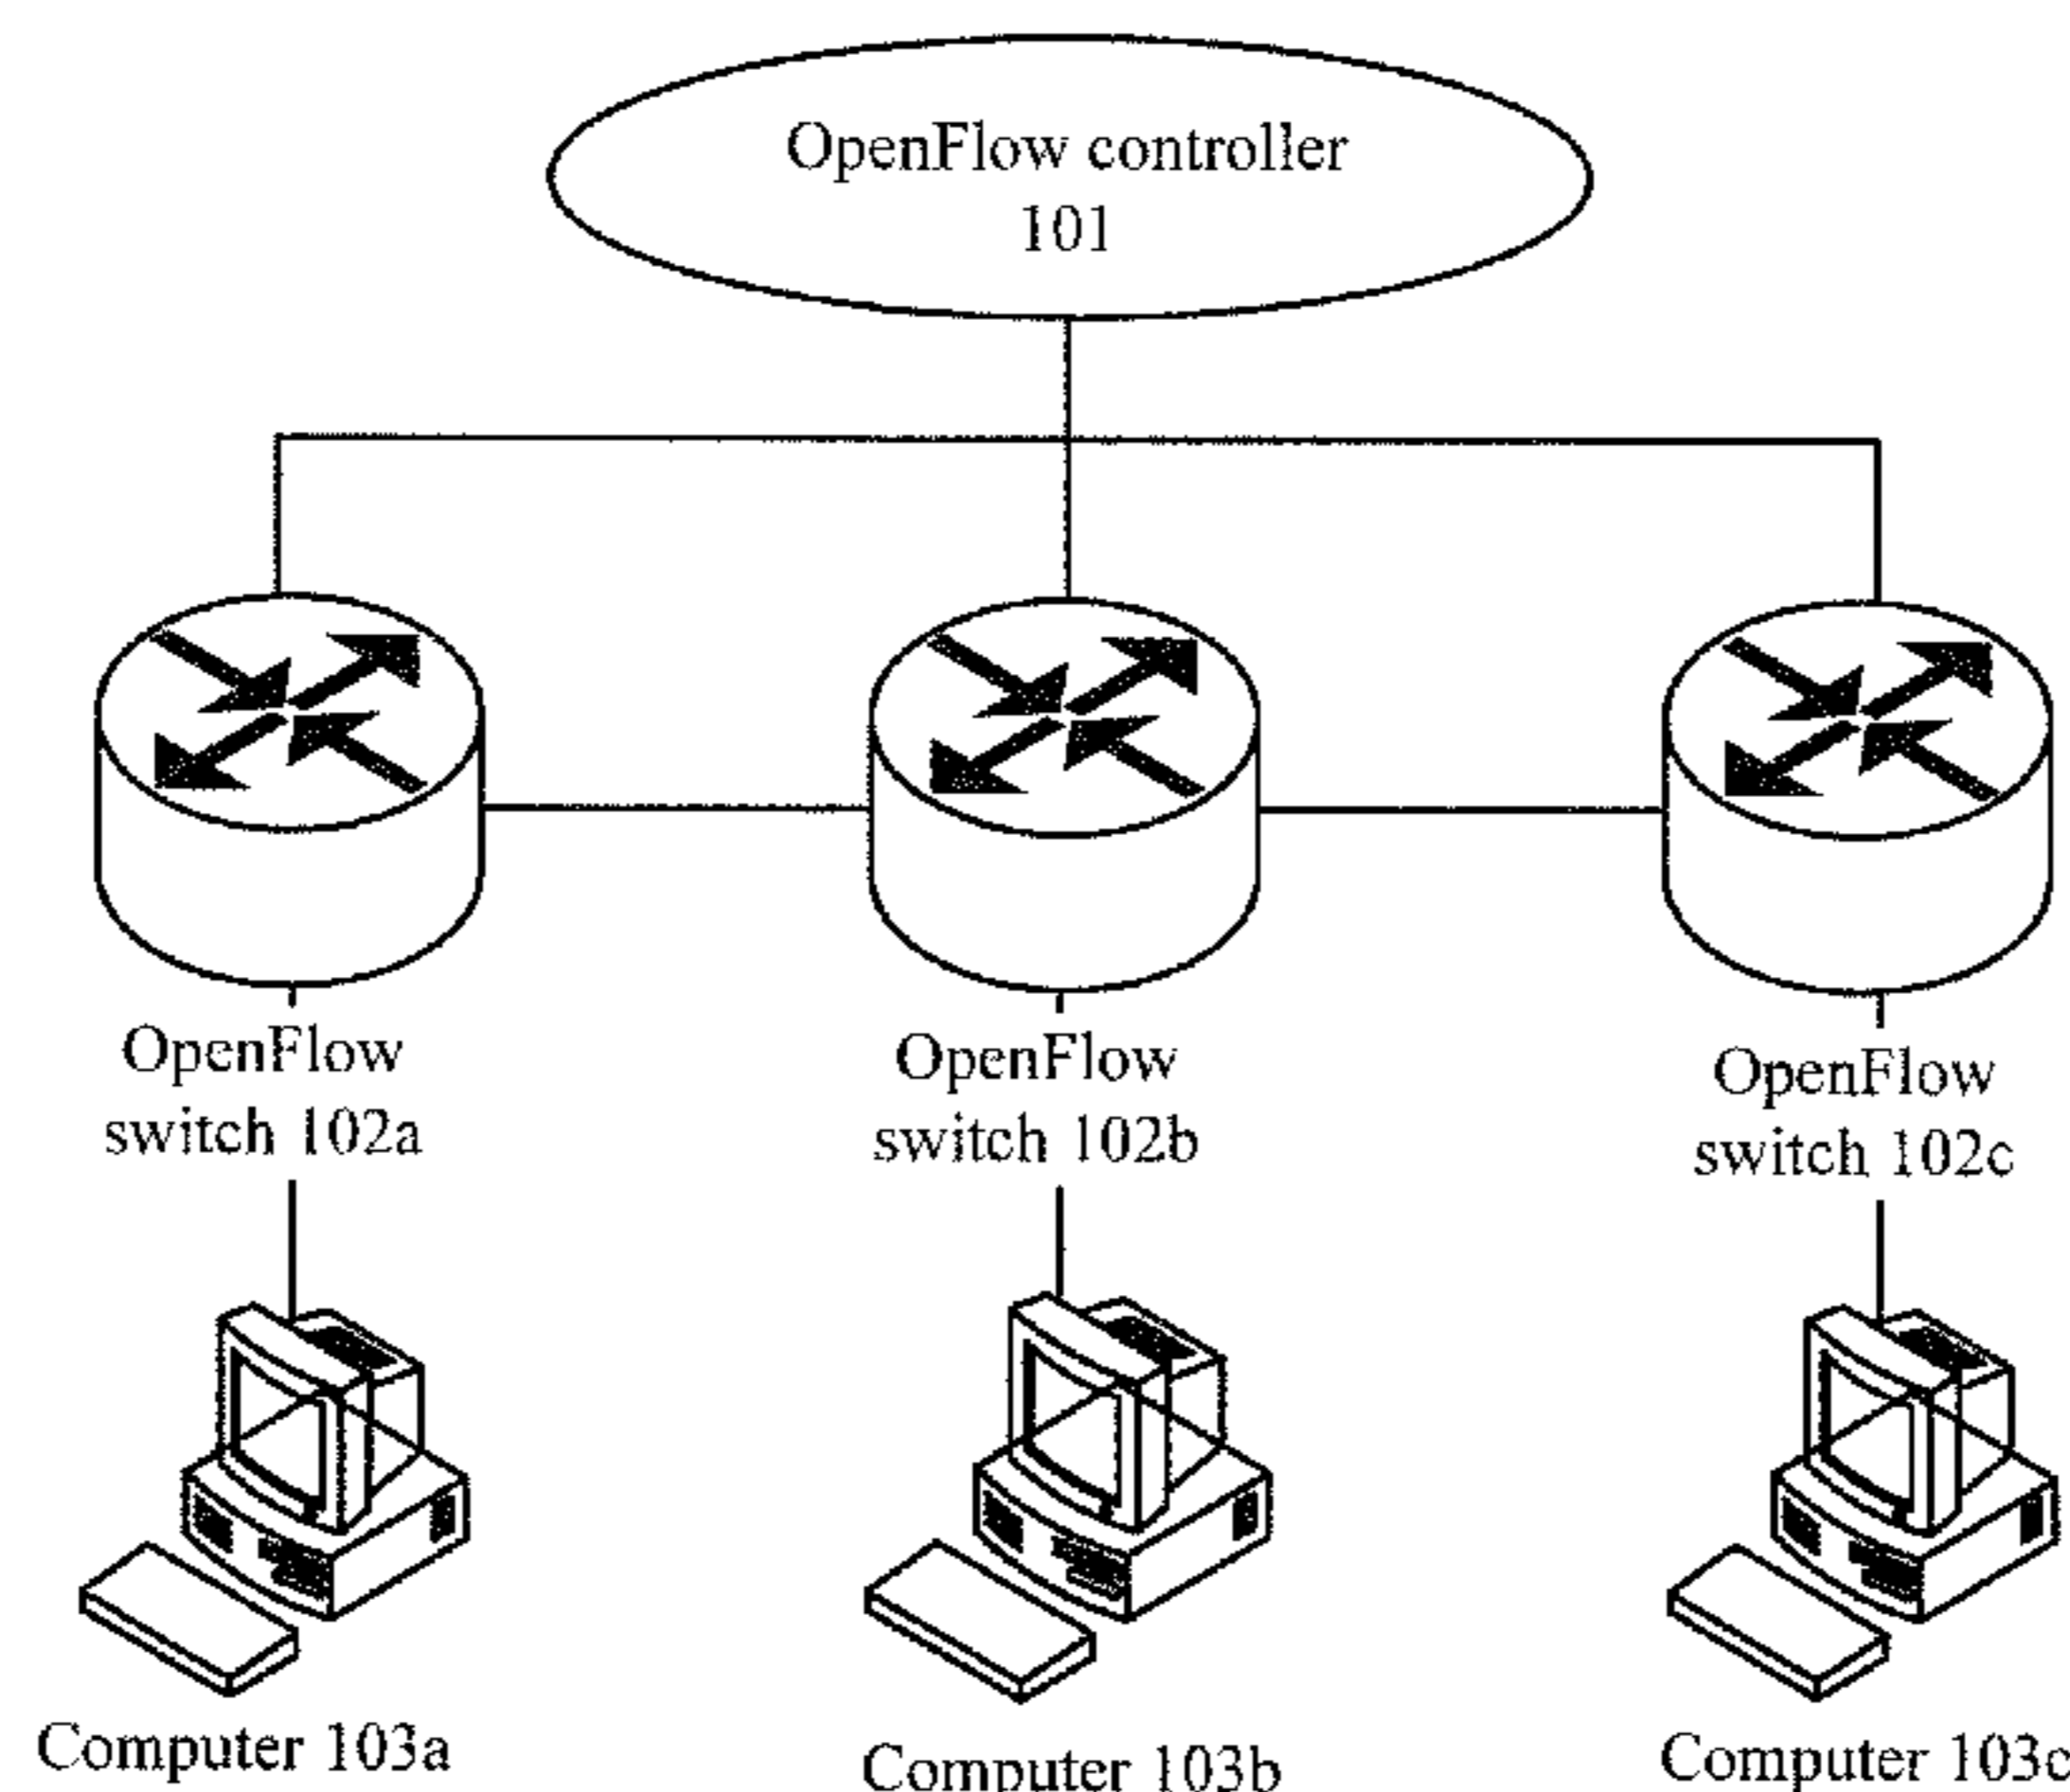 OpenFlow controller
101
OpenFlow
switch 102a
OpenFlow
switch 102b
OpenFlow
switch 102c
Computer 103a
Computer 103b
Computer 103c